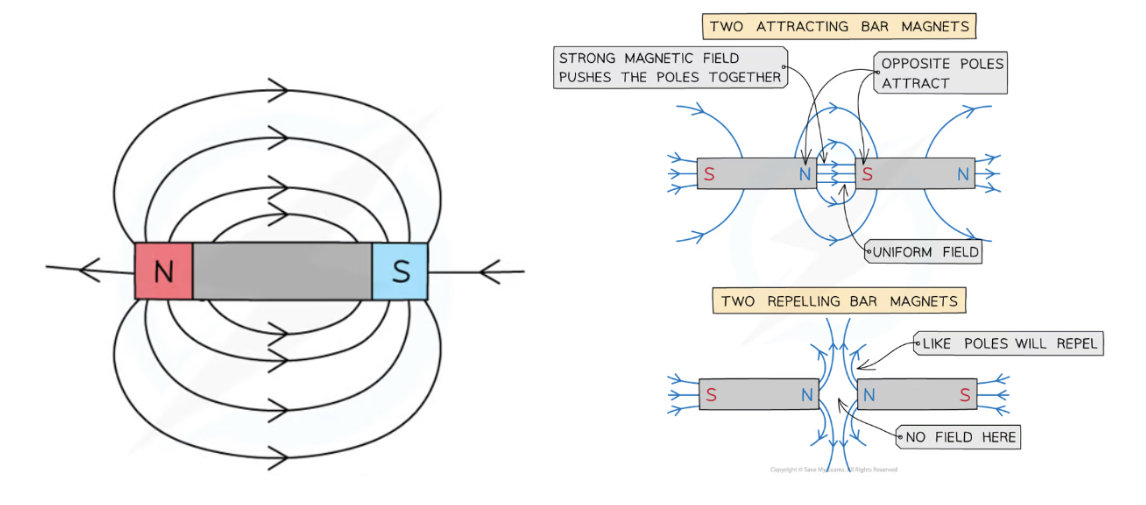 N
S
TWO ATTRACTING BAR MAGNETS
STRONG MAGNETIC FIELD
PUSHES THE POLES TOGETHER
OPPOSITE POLES
ATTRACT
S
N
S
N
UNIFORM FIELD
TWO REPELLING BAR MAGNETS
LIKE POLES WILL REPEL
S
N
N
S
NO FIELD HERE
Copyright © Save My Exams. All Rights Reserved